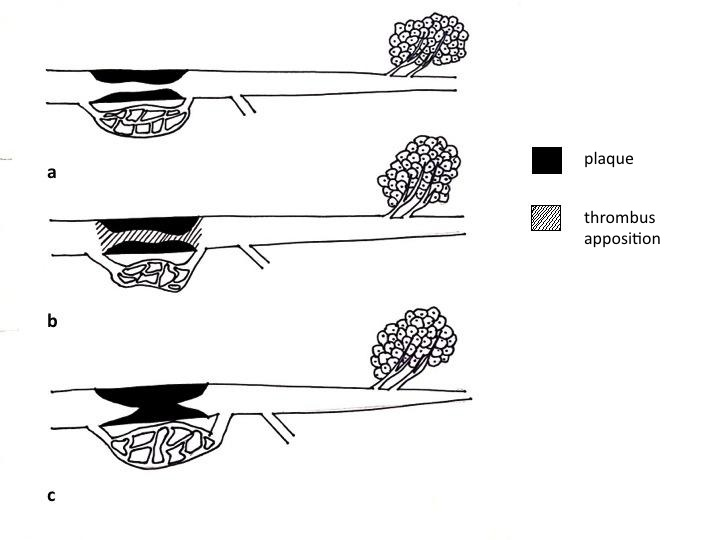 a
b
c
plaque
thrombus
apposition